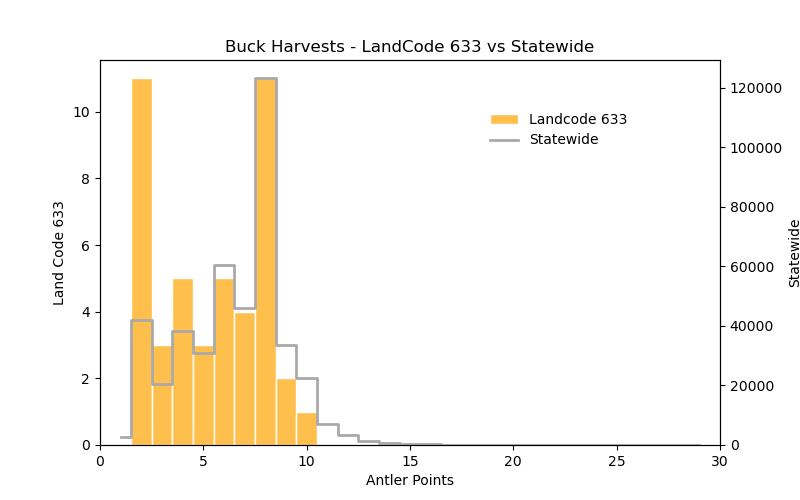 Buck Harvests - LandCode 633 vs Statewide
Landcode 633
Statewide
Land Code 633
10
8
6
4
2
0
120000
100000
80000
60000
40000
20000
0
Statewide
0 5 10 15 20 25 30
Antler Points